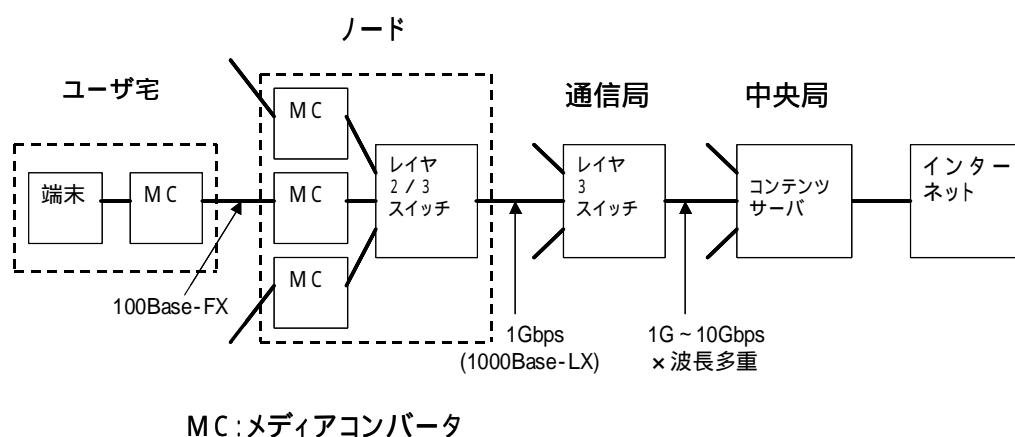 ノード
ユーザ宅
通信局
中央局
MC
端末
MC
MC
MC
レイヤ
2/3
スイッチ
レイヤ
3
スイッチ
コンテンツ
サーバ
インター
ネット
100Base-FX
1Gbps
(1000Base-LX)
1G~10Gbps
×波長多重
MC:メディアコンバータ